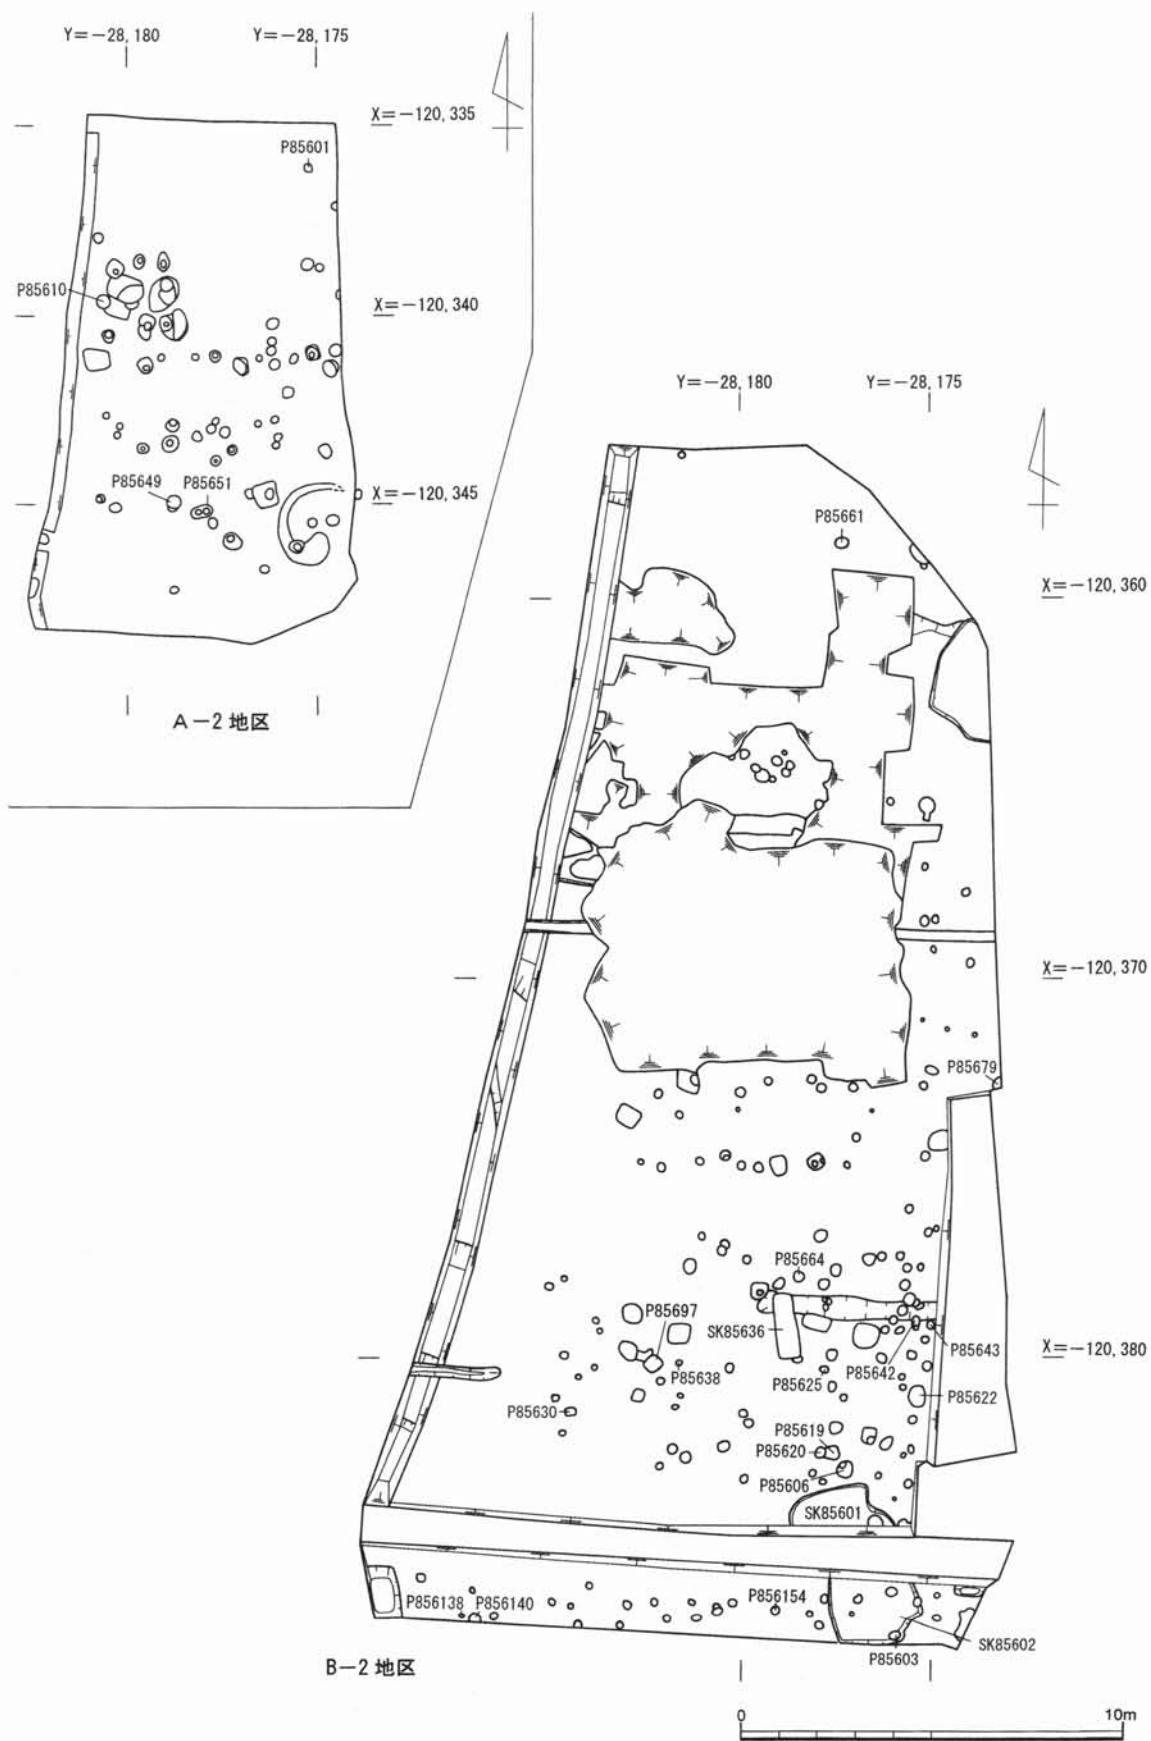 Y=-28,180
Y=-28,175
X=-120,335
P85601
P85610
X=-120,340
P85649
P85651
X=-120,345
A-2地区
Y=-28,180
Y=-28,175
P85661
X=-120,360
X=-120,370
P85679
P85664
P85697
SK85636
P85643
P85642
X=-120,380
P85638
P85625
P85622
P85630
P85619
P85620
P85606
SK85601
P856138
P856140
P856154
SK85602
P85603
B-2地区
0
10m